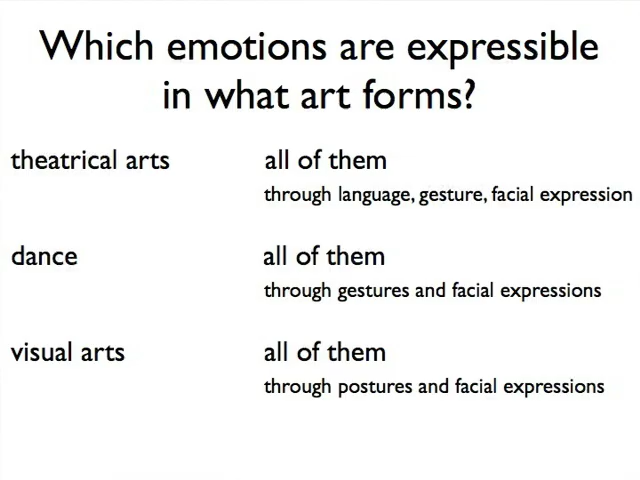 Which emotions are expressible
in what art forms?
theatrical arts all of them
through language, gesture, facial expression
dance all of them
through gestures and facial expressions
visual arts all of them
through postures and facial expressions